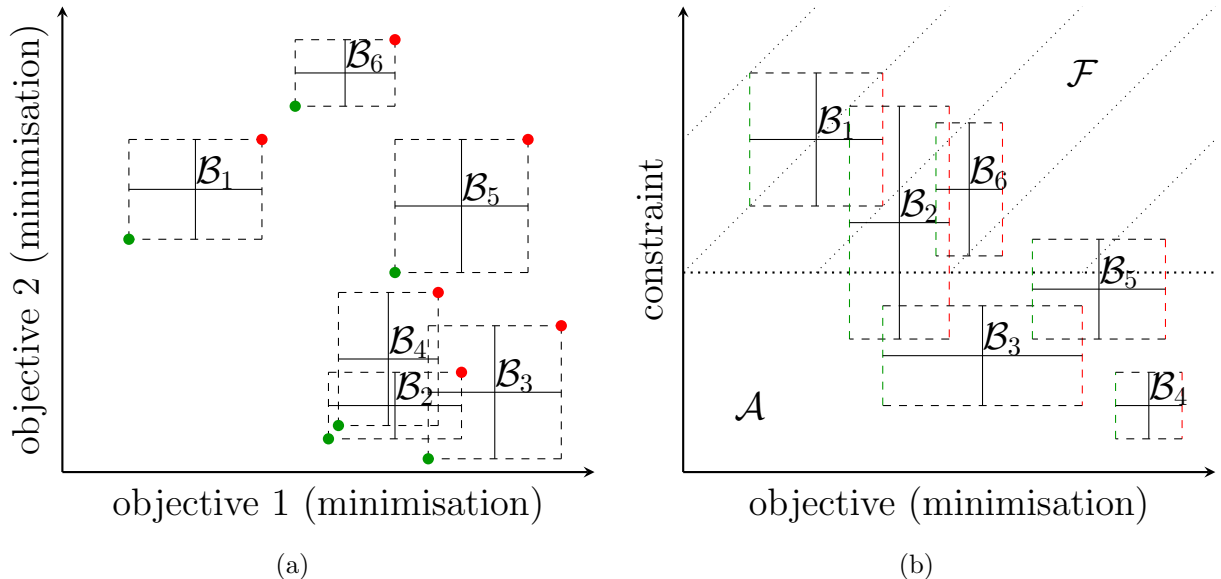 objective 2 (minimisation)
ℬ₆
ℬ₁
ℬ₅
ℬ₄
ℬ₂
ℬ₃
objective 1 (minimisation)
(a)
constraint
ℱ
ℬ₁
ℬ₆
ℬ₂
ℬ₅
ℬ₃
ℬ₄
𝒜
objective (minimisation)
(b)